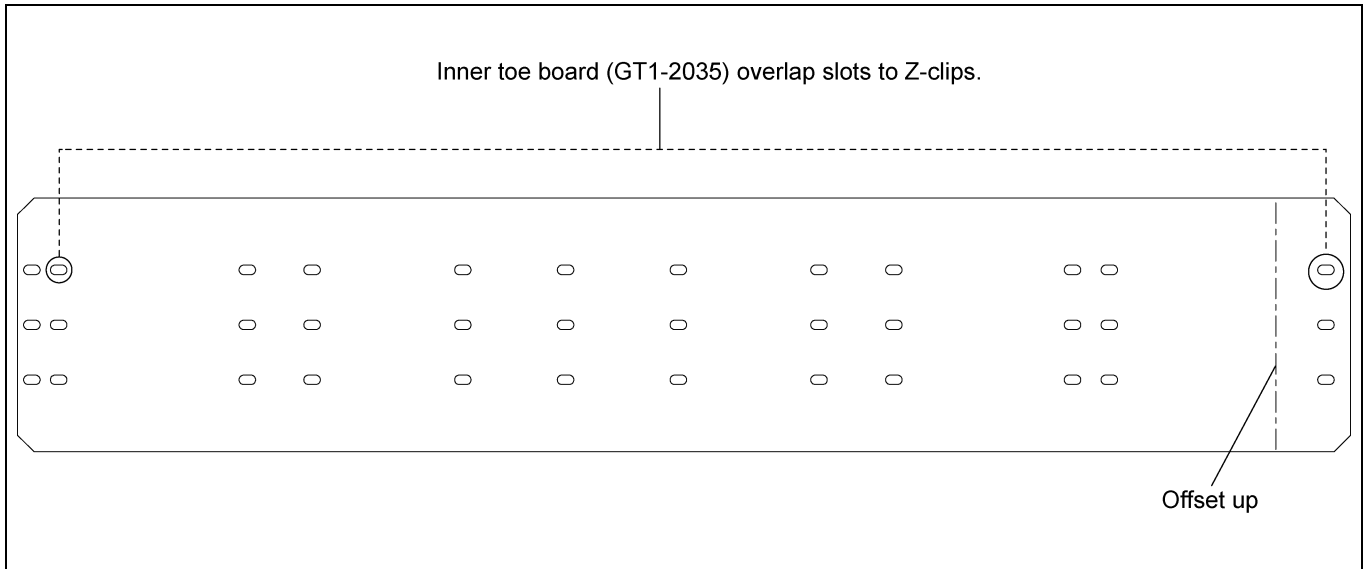 Inner toe board (GT1-2035) overlap slots to Z-clips.
Offset up